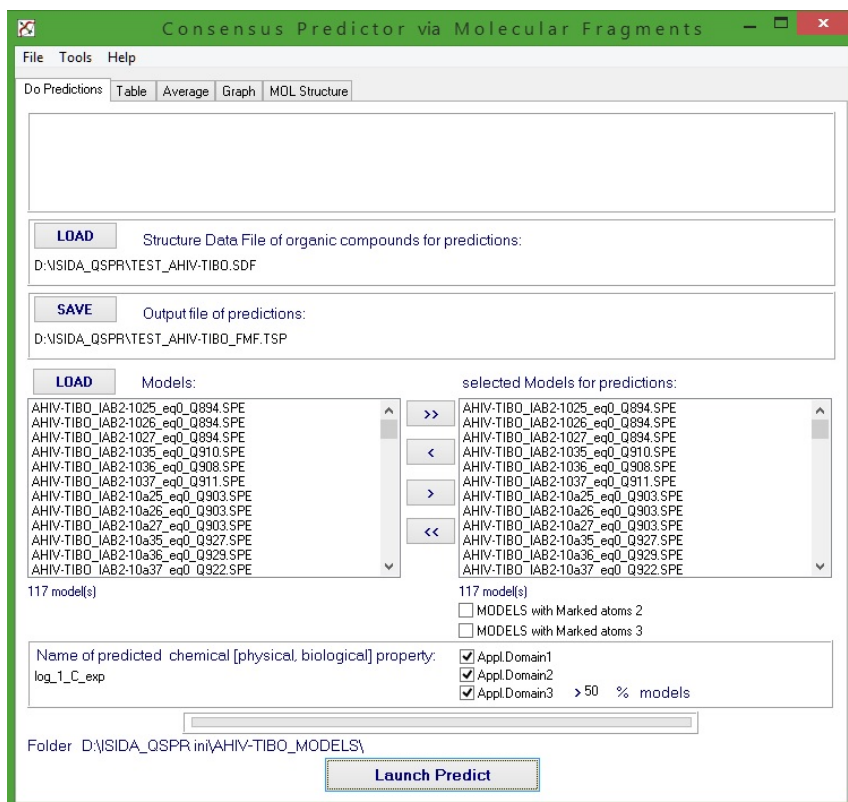 Consensus Predictor via Molecular Fragments
File Tools Help
Do Predictions Table Average Graph MOL Structure
LOAD Structure Data File of organic compounds for predictions:
D:\ISIDA_QSPR\TEST_AHIV-TIBO.SDF
SAVE Output file of predictions:
D:\ISIDA_QSPR\TEST_AHIV-TIBO_FMF.TSP
LOAD Models: selected Models for predictions:
AHIV-TIBO_IAB2-1025_eq0_Q894.SPE >> AHIV-TIBO_IAB2-1025_eq0_Q894.SPE
AHIV-TIBO_IAB2-1026_eq0_Q894.SPE AHIV-TIBO_IAB2-1026_eq0_Q894.SPE
AHIV-TIBO_IAB2-1027_eq0_Q894.SPE AHIV-TIBO_IAB2-1027_eq0_Q894.SPE
AHIV-TIBO_IAB2-1035_eq0_Q910.SPE < AHIV-TIBO_IAB2-1035_eq0_Q910.SPE
AHIV-TIBO_IAB2-1036_eq0_Q908.SPE AHIV-TIBO_IAB2-1036_eq0_Q908.SPE
AHIV-TIBO_IAB2-1037_eq0_Q911.SPE AHIV-TIBO_IAB2-1037_eq0_Q911.SPE
AHIV-TIBO_IAB2-10a25_eq0_Q903.SPE > AHIV-TIBO_IAB2-10a25_eq0_Q903.SPE
AHIV-TIBO_IAB2-10a26_eq0_Q903.SPE AHIV-TIBO_IAB2-10a26_eq0_Q903.SPE
AHIV-TIBO_IAB2-10a27_eq0_Q903.SPE AHIV-TIBO_IAB2-10a27_eq0_Q903.SPE
AHIV-TIBO_IAB2-10a35_eq0_Q927.SPE << AHIV-TIBO_IAB2-10a35_eq0_Q927.SPE
AHIV-TIBO_IAB2-10a36_eq0_Q929.SPE AHIV-TIBO_IAB2-10a36_eq0_Q929.SPE
AHIV-TIBO_IAB2-10a37_eq0_Q922.SPE AHIV-TIBO_IAB2-10a37_eq0_Q922.SPE
117 model(s) 117 model(s)
MODELS with Marked atoms 2
MODELS with Marked atoms 3
Name of predicted chemical [physical, biological] property: Appl.Domain1
log_1_C_exp Appl.Domain2
Appl.Domain3 >50 % models
Folder D:\ISIDA_QSPR ini\AHIV-TIBO_MODELS\
Launch Predict